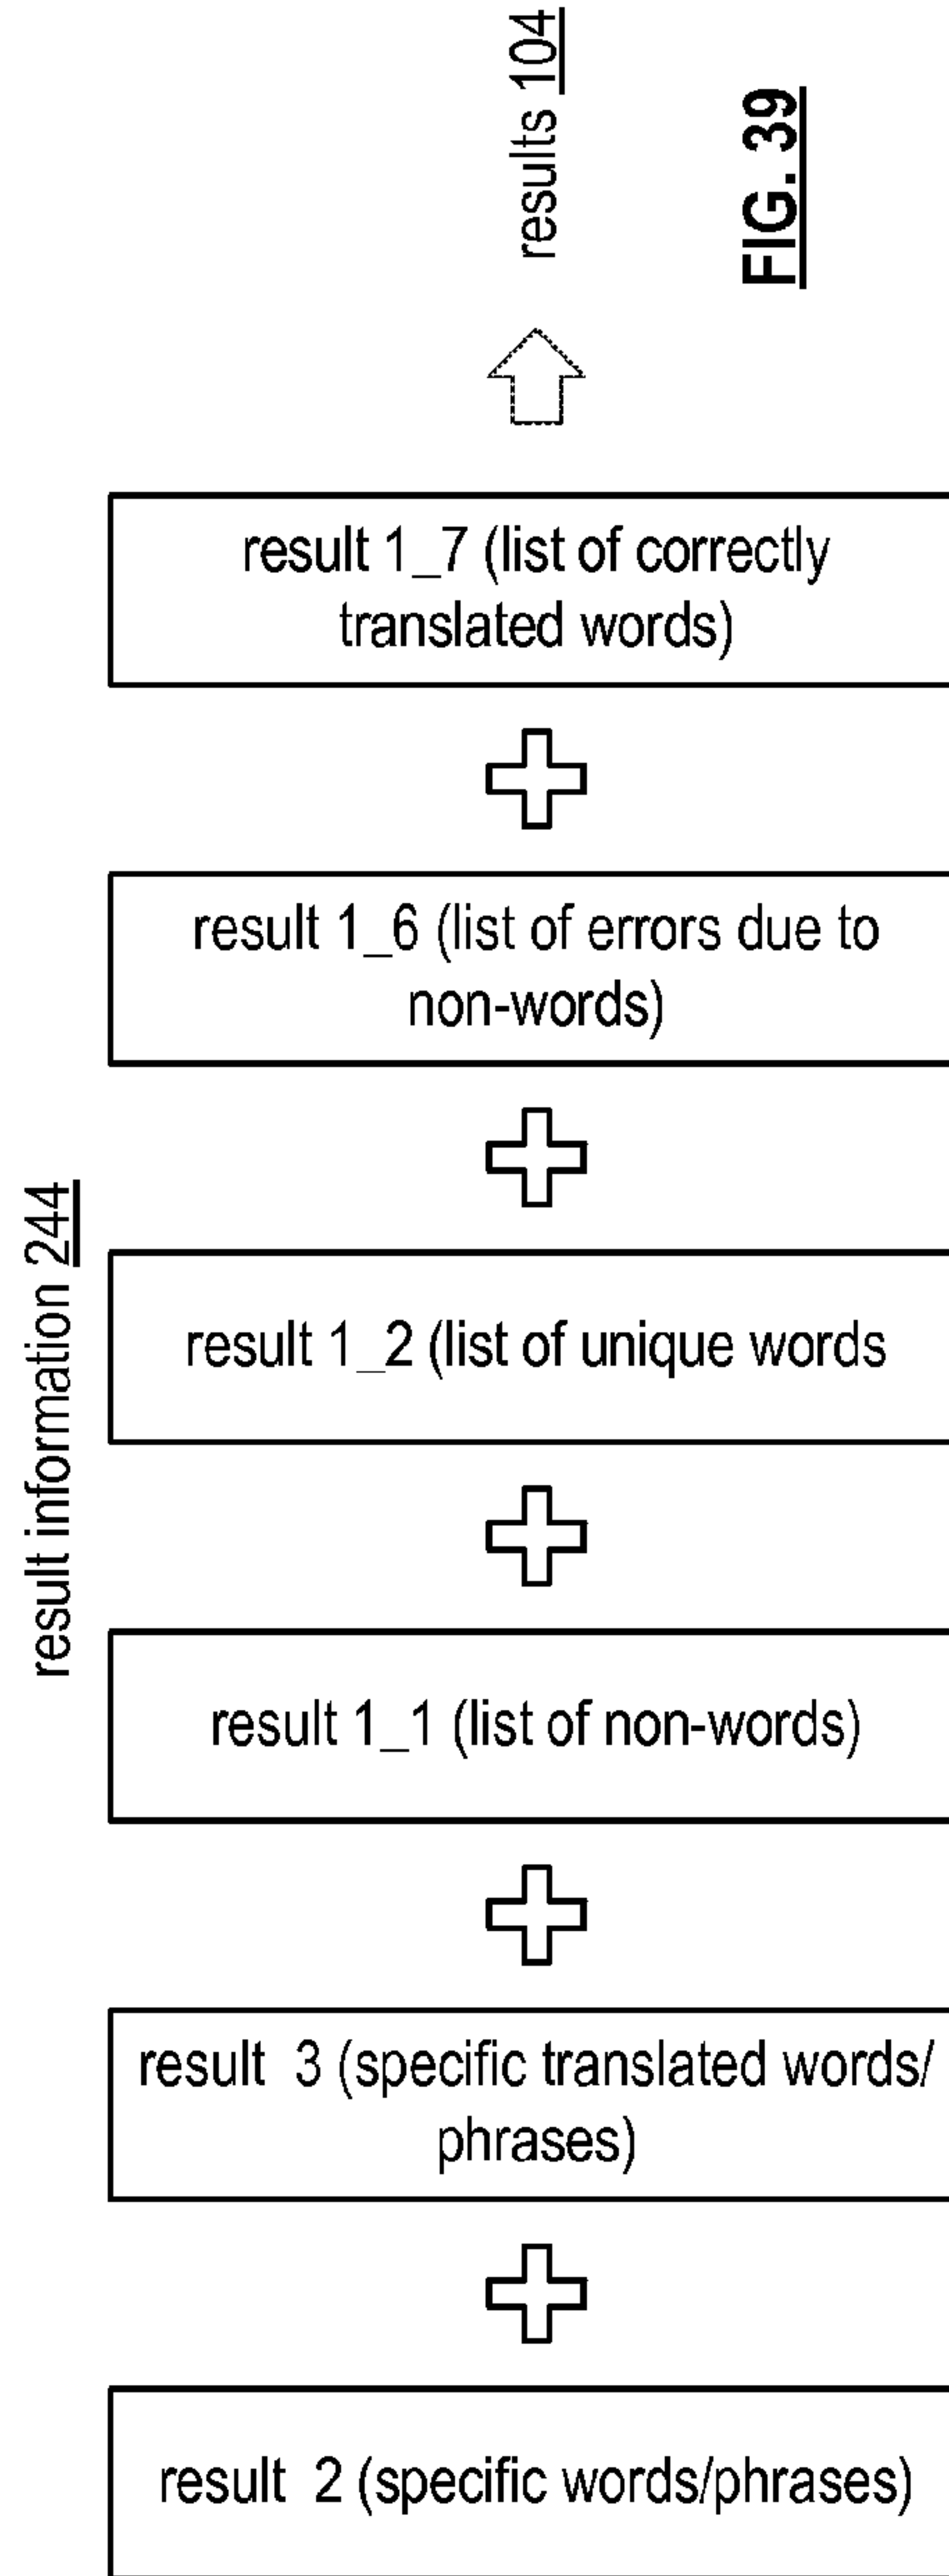 results 104
FIG. 39
result 1_7 (list of correctly
translated words)
result 1_6 (list of errors due to
non-words)
result information 244
result 1_2 (list of unique words
result 1_1 (list of non-words)
result 3 (specific translated words/
phrases)
result 2 (specific words/phrases)